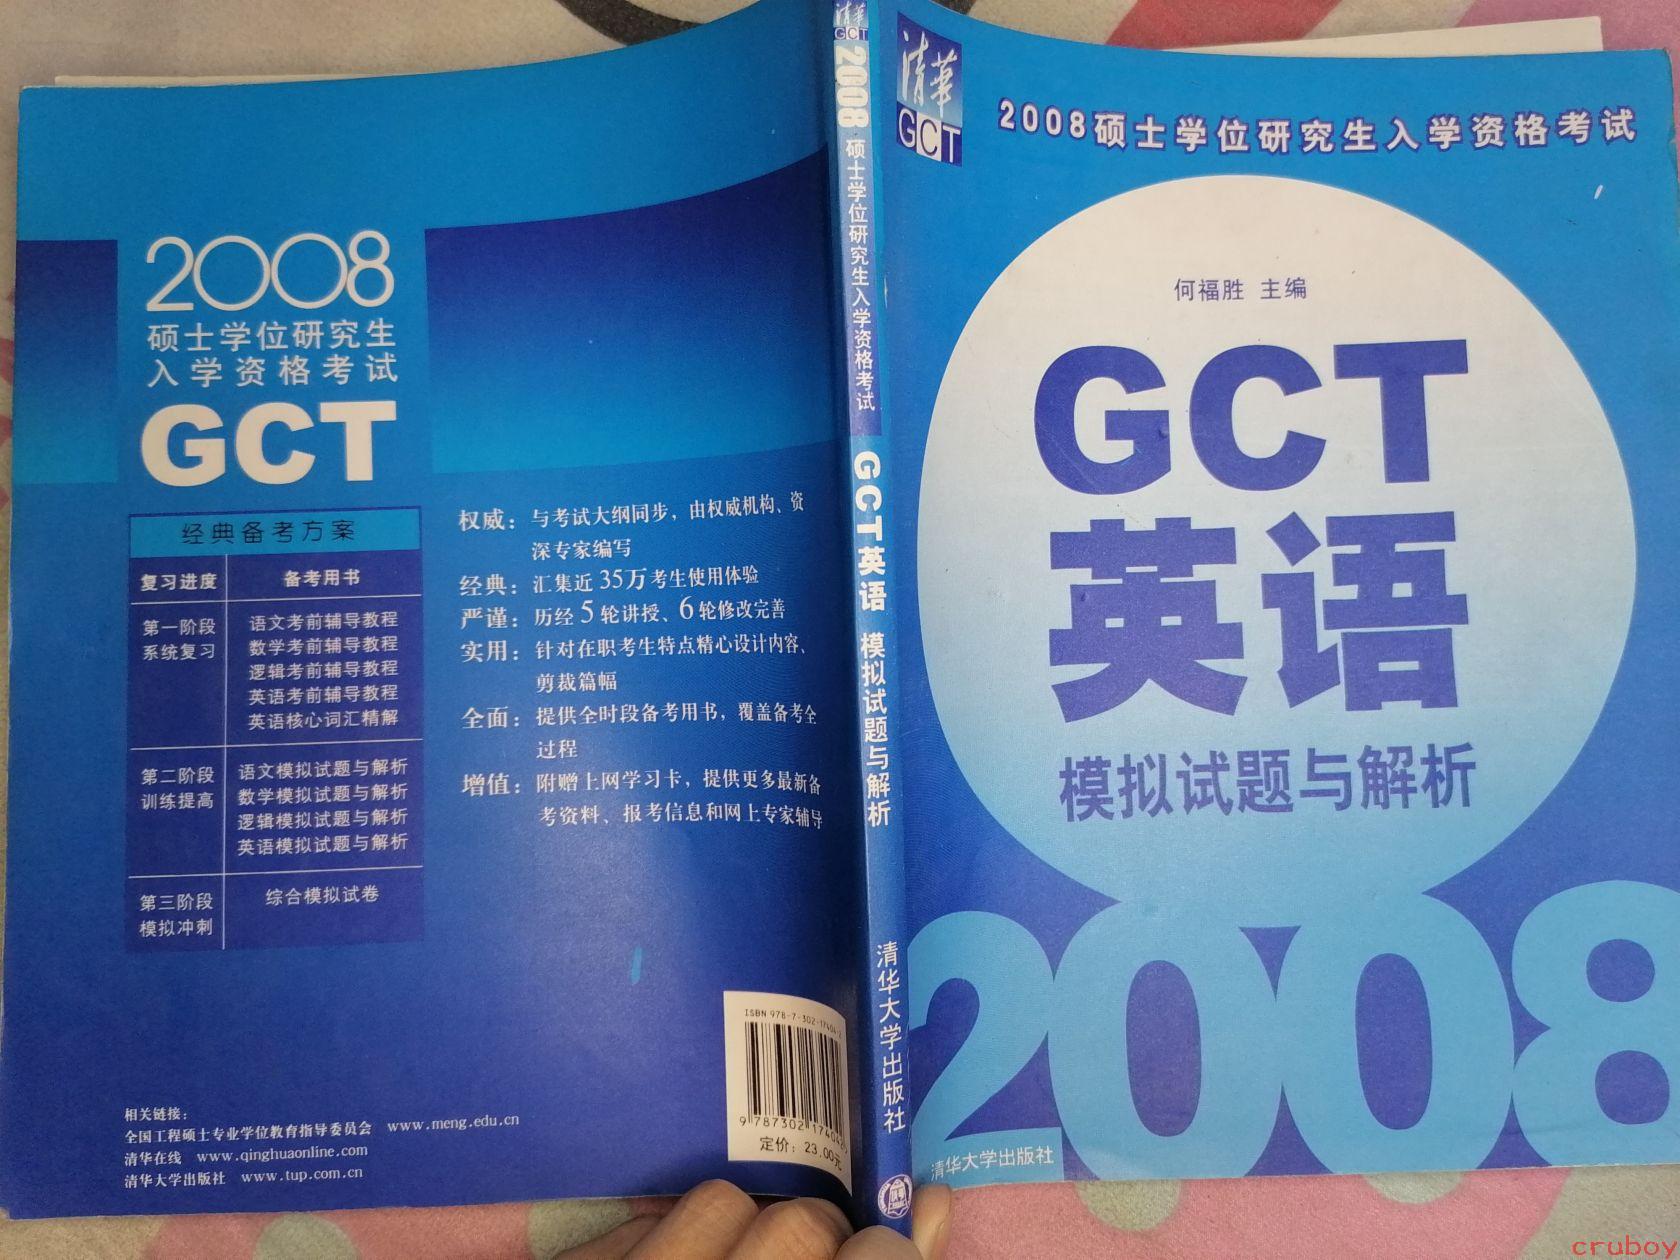 2008
硕士学位研究生
入学资格考试
GCT
经典备考方案
复习进度 备考用书
第一阶段
系统复习
语文考前辅导教程
数学考前辅导教程
逻辑考前辅导教程
英语考前辅导教程
英语核心词汇精解
第二阶段
训练提高
语文模拟试题与解析
数学模拟试题与解析
逻辑模拟试题与解析
英语模拟试题与解析
第三阶段
模拟冲刺
综合模拟试卷
权威：与考试大纲同步，由权威机构、资
深专家编写
经典：汇集近35万考生使用体验
严谨：历经5轮讲授、6轮修改完善
实用：针对在职考生特点精心设计内容、
剪裁篇幅
全面：提供全时段备考用书，覆盖备考全
过程
增值：附赠上网学习卡，提供更多最新备
考资料、报考信息和网上专家辅导
相关链接：
全国工程硕士专业学位教育指导委员会 www.meng.edu.cn
清华在线 www.qinghuaonline.com
清华大学出版社 www.tup.com.cn
ISBN 978-7-302-17404-
9 787302 17404
定价：23.00元
清華
GCT
2008 硕士学位研究生入学资格考试 GCT英语 模拟试题与解析
清华大学出版社
清華
GCT
2008硕士学位研究生入学资格考试
何福胜 主编
GCT
英语
模拟试题与解析
2008
清华大学出版社
cruboy